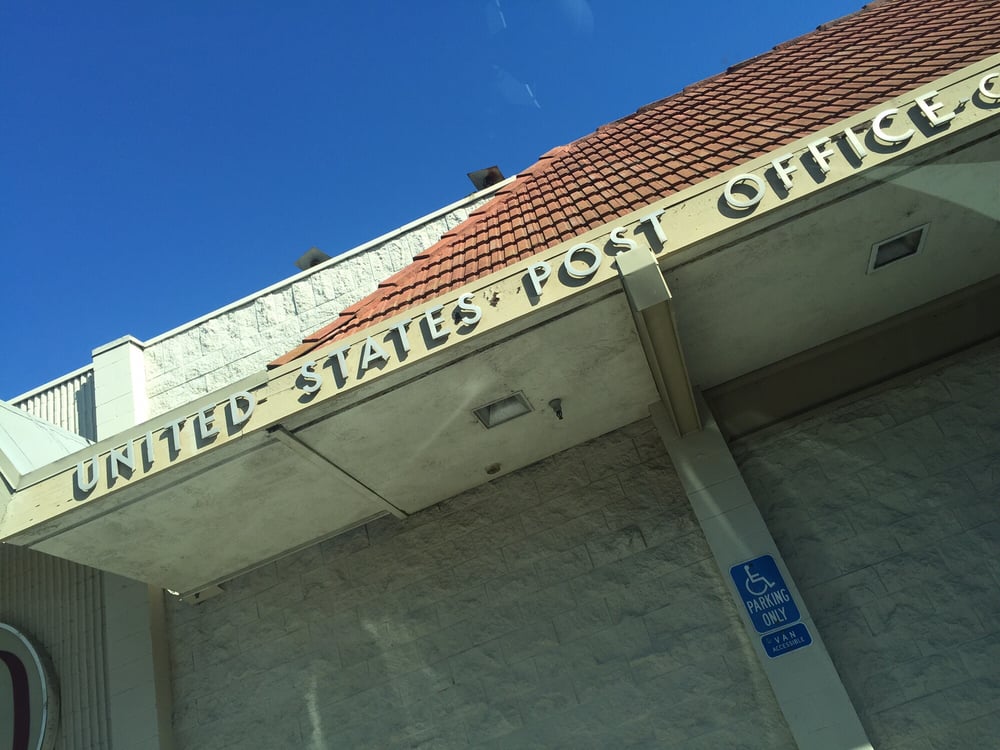 UNITED STATES POST OFFICE
PARKING
ONLY
VAN
ACCESSIBLE